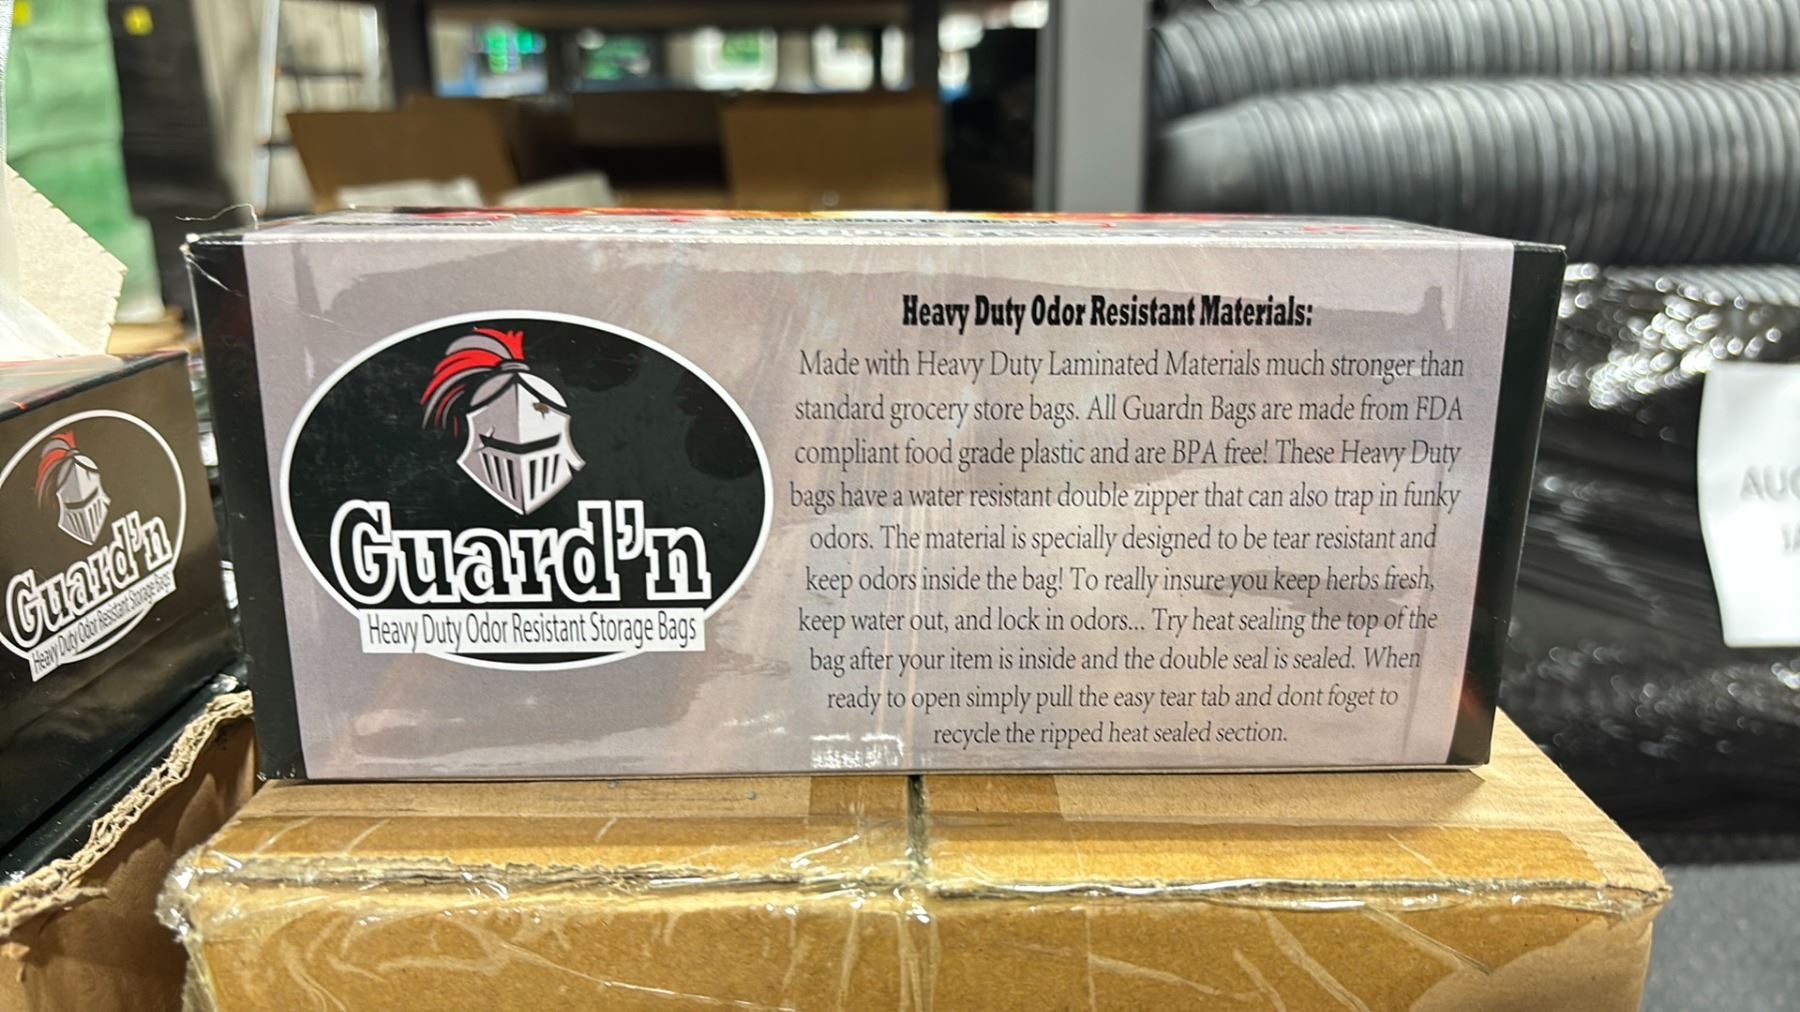 Guard'n
Heavy Duty Odor Resistant Storage Bags
Heavy Duty Odor Resistant Materials:
Made with Heavy Duty Laminated Materials much stronger than
standard grocery store bags. All Guardn Bags are made from FDA
compliant food grade plastic and are BPA free! These Heavy Duty
bags have a water resistant double zipper that can also trap in funky
odors. The material is specially designed to be tear resistant and
keep odors inside the bag! To really insure you keep herbs fresh,
keep water out, and lock in odors... Try heat sealing the top of the
bag after your item is inside and the double seal is sealed. When
ready to open simply pull the easy tear tab and dont foget to
recycle the ripped heat sealed section.
Guard'n
Heavy Duty Odor Resistant Storage Bags